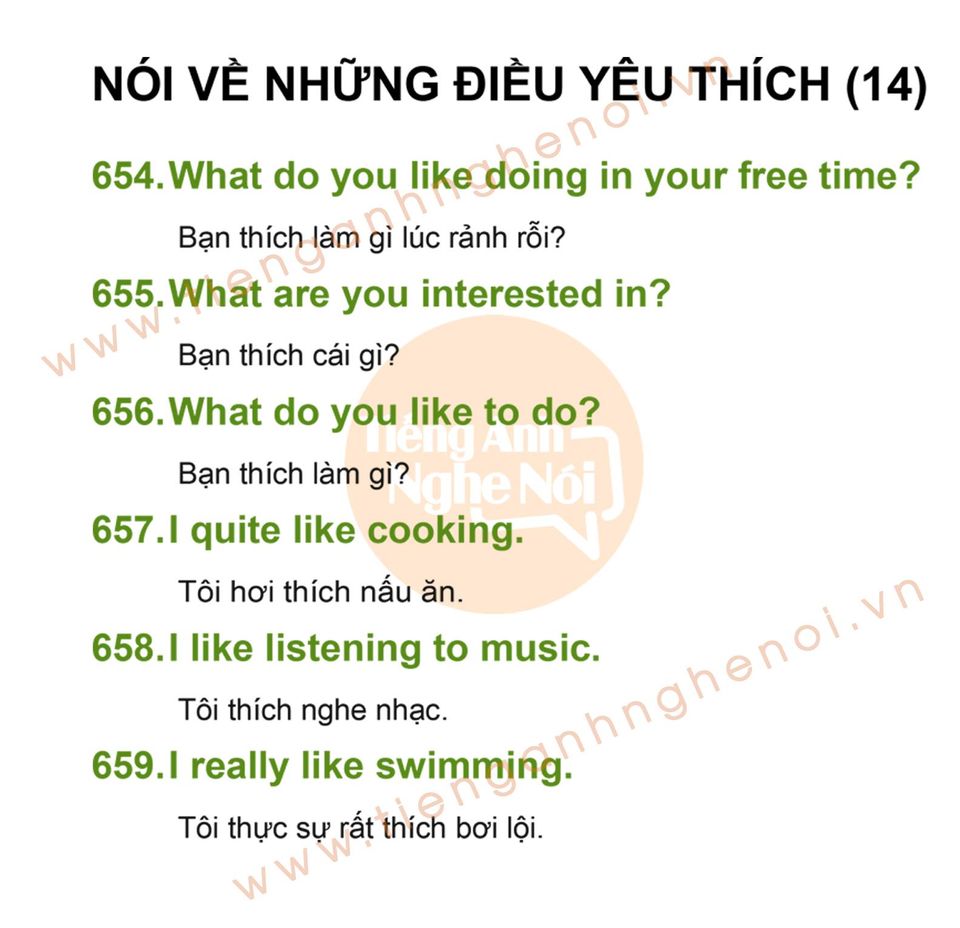 NÓI VỀ NHỮNG ĐIỀU YÊU THÍCH (14)
654. What do you like doing in your free time?
Bạn thích làm gì lúc rảnh rỗi?
655. What are you interested in?
Bạn thích cái gì?
656. What do you like to do?
Bạn thích làm gì?
657. I quite like cooking.
Tôi hơi thích nấu ăn.
658. I like listening to music.
Tôi thích nghe nhạc.
659. I really like swimming.
Tôi thực sự rất thích bơi lội.
www.tienganhnghenoi.vn
Tiếng Anh
Nghe Nói
www.tienganhnghenoi.vn